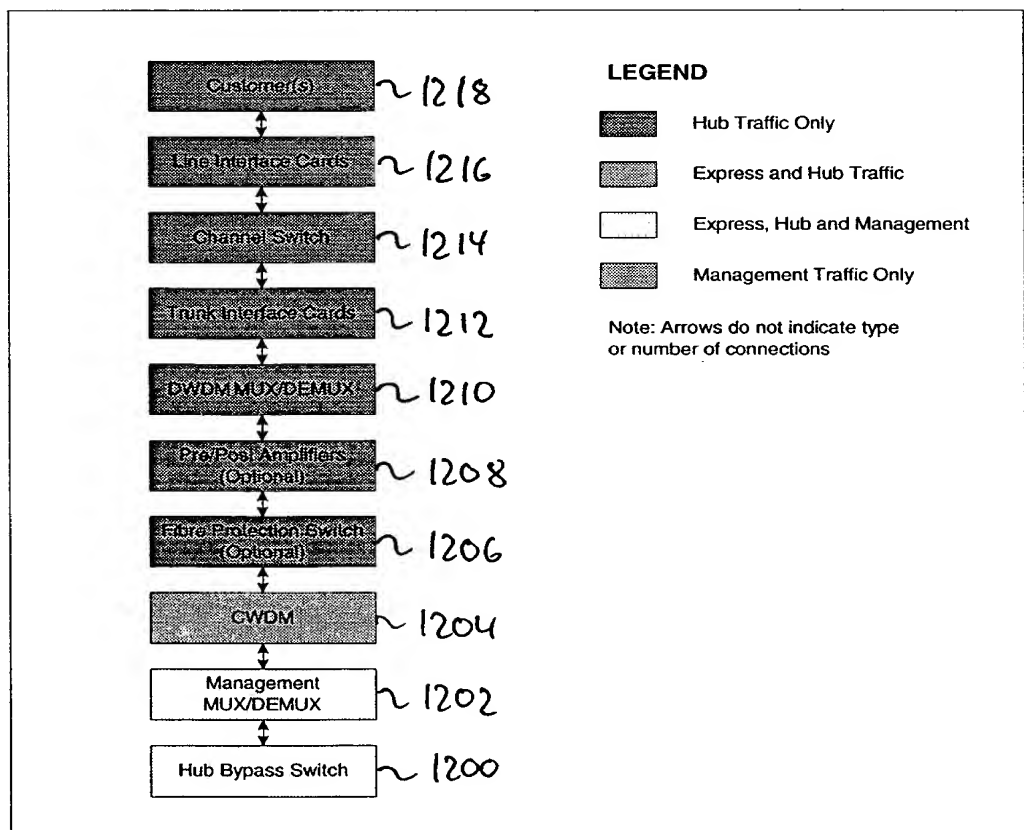 Customer(s) 1218
Line Interface Cards 1216
Channel Switch 1214
Trunk Interface Cards 1212
DWDM MUX/DEMUX 1210
Pre/Post Amplifiers
(Optional) 1208
Fibre Protection Switch
(Optional) 1206
CWDM 1204
Management
MUX/DEMUX 1202
Hub Bypass Switch 1200
LEGEND
Hub Traffic Only
Express and Hub Traffic
Express, Hub and Management
Management Traffic Only
Note: Arrows do not indicate type
or number of connections